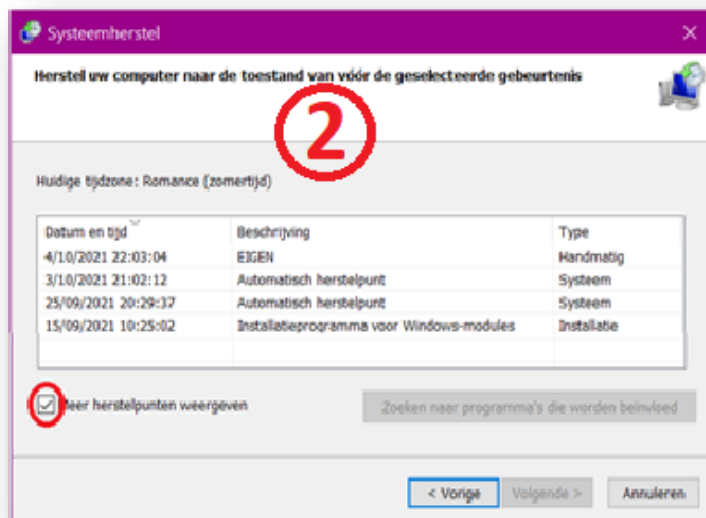 Systeemherstel
Herstel uw computer naar de toestand van vóór de geselecteerde gebeurtenis
2
Huidige tijdzone: Romance (zomertijd)
Datum en tijd Beschrijving Type
4/10/2021 22:03:04 EIGEN Handmatig
3/10/2021 21:02:12 Automatisch herstelpunt Systeem
25/09/2021 20:29:37 Automatisch herstelpunt Systeem
15/09/2021 10:25:02 Installatieprogramma voor Windows-modules Installatie
Meer herstelpunten weergeven Zoeken naar programma's die worden beïnvloed
< Vorige Volgende > Annuleren